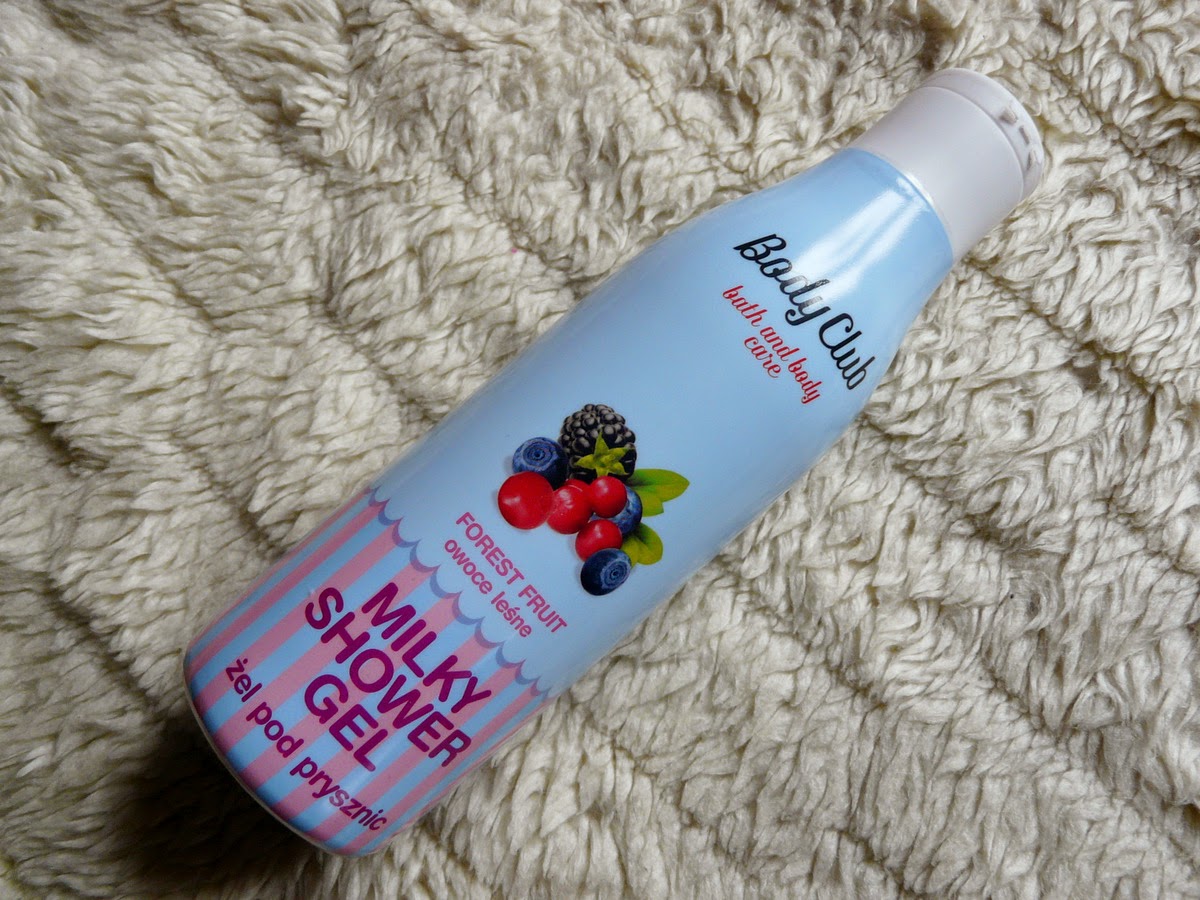 Body Club
bath and body
care
FOREST FRUIT
owoce leśne
MILKY
SHOWER
GEL
żel pod prysznic